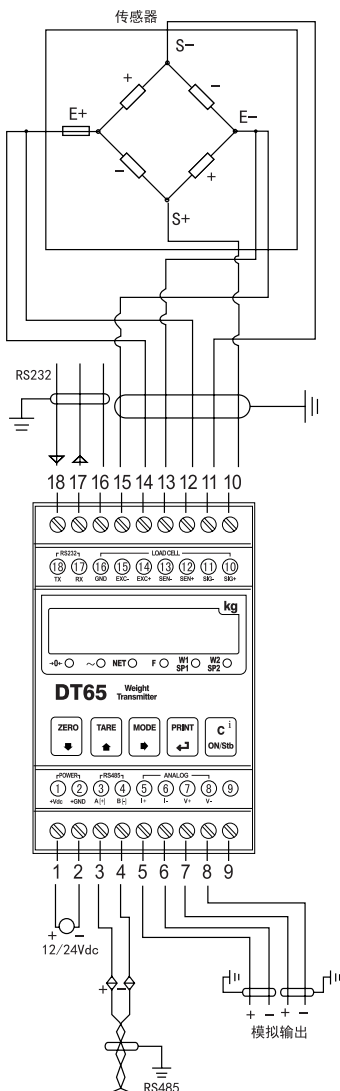 传感器
S-
+
-
E+
E-
-
+
S+
RS232
18 17 16 15 14 13 12 11 10
RS232
LOAD CELL
18 17 16 15 14 13 12 11 10
TX RX GND EXC- EXC+ SEN- SEN+ SIG- SIG+
kg
→0← ~ NET F W1 SP1 W2 SP2
DT65 Weight Transmitter
ZERO TARE MODE PRINT C i ON/Stb
POWER RS485 ANALOG
1 2 3 4 5 6 7 8 9
+Vdc +GND A(+) B(-) I+ I- V+ V-
1 2 3 4 5 6 7 8 9
+ -
12/24Vdc
+ -
+ - + -
模拟输出
RS485